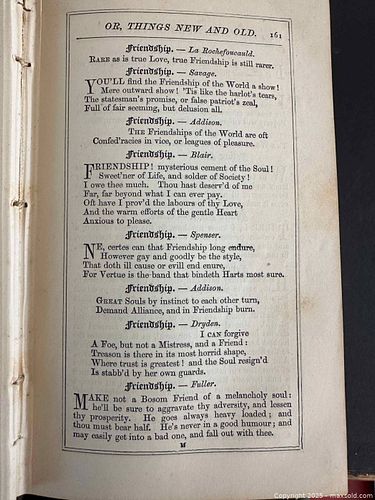 OR, THINGS NEW AND OLD. 161
Friendship. — La Rochefoucauld.
RARE as is true Love, true Friendship is still rarer.
Friendship. — Savage.
YOU'LL find the Friendship of the World a show!
Mere outward show! 'Tis like the harlot's tears,
The statesman's promise, or false patriot's zeal,
Full of fair seeming, but delusion all.
Friendship. — Addison.
THE Friendships of the World are oft
Confed'racies in vice, or leagues of pleasure.
Friendship. — Blair.
FRIENDSHIP! mysterious cement of the Soul!
Sweet'ner of Life, and solder of Society!
I owe thee much. Thou hast deserv'd of me
Far, far beyond what I can ever pay.
Oft have I prov'd the labours of thy Love,
And the warm efforts of the gentle Heart
Anxious to please.
Friendship. — Spenser.
NE, certes can that Friendship long endure,
However gay and goodly be the style,
That doth ill cause or evill end enure,
For Vertue is the band that bindeth Harts most sure.
Friendship. — Addison.
GREAT Souls by instinct to each other turn,
Demand Alliance, and in Friendship burn.
Friendship. — Dryden.
I CAN forgive
A Foe, but not a Mistress, and a Friend:
Treason is there in its most horrid shape,
Where trust is greatest! and the Soul resign'd
Is stabb'd by her own guards.
Friendship. — Fuller.
MAKE not a Bosom Friend of a melancholy soul:
he'll be sure to aggravate thy adversity, and lessen
thy prosperity. He goes always heavy loaded; and
thou must bear half. He's never in a good humour; and
may easily get into a bad one, and fall out with thee.
M
Copyright 2025 - maxsold.com